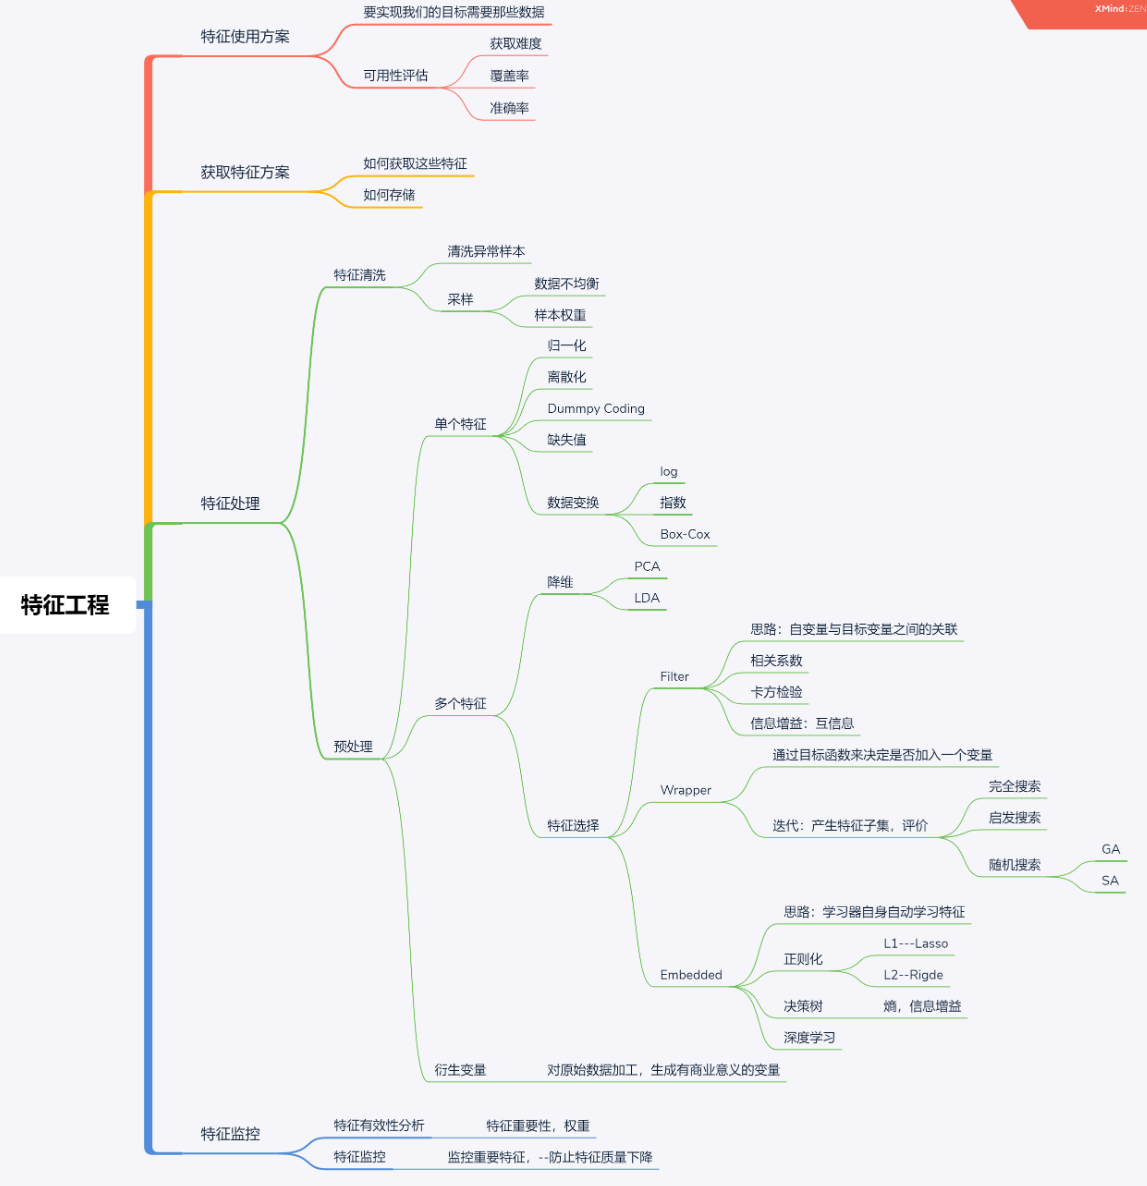 XMind:ZEN
特征工程
特征使用方案
要实现我们的目标需要那些数据
可用性评估
获取难度
覆盖率
准确率
获取特征方案
如何获取这些特征
如何存储
特征处理
特征清洗
清洗异常样本
采样
数据不均衡
样本权重
预处理
单个特征
归一化
离散化
Dummpy Coding
缺失值
数据变换
log
指数
Box-Cox
多个特征
降维
PCA
LDA
特征选择
Filter
思路：自变量与目标变量之间的关联
相关系数
卡方检验
信息增益：互信息
Wrapper
通过目标函数来决定是否加入一个变量
迭代：产生特征子集，评价
完全搜索
启发搜索
随机搜索
GA
SA
Embedded
思路：学习器自身自动学习特征
正则化
L1---Lasso
L2--Rigde
决策树
熵，信息增益
深度学习
衍生变量
对原始数据加工，生成有商业意义的变量
特征监控
特征有效性分析
特征重要性，权重
特征监控
监控重要特征，--防止特征质量下降